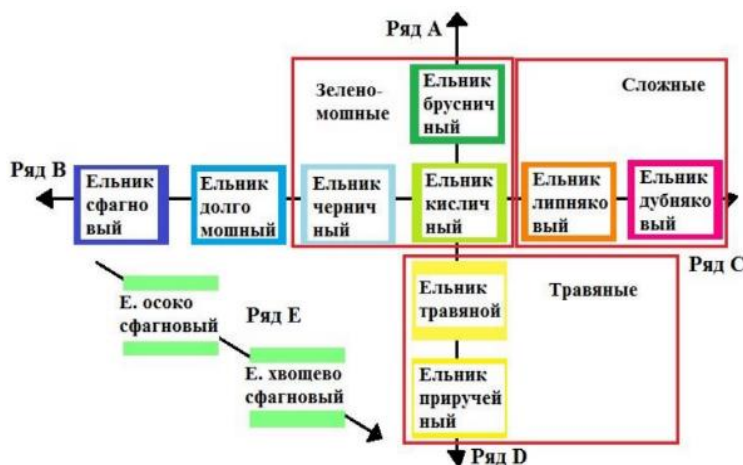 Ряд А
Зелено-
мошные
Ельник
бруснич
ный
Сложные
Ряд В
Ельник
сфагно
вый
Ельник
долго
мошный
Ельник
чернич
ный
Ельник
кислич
ный
Ельник
липняко
вый
Ельник
дубняко
вый
Ряд С
Е. осоко
сфагновый
Ряд Е
Ельник
травяной
Травяные
Е. хвощево
сфагновый
Ельник
приручей
ный
Ряд D